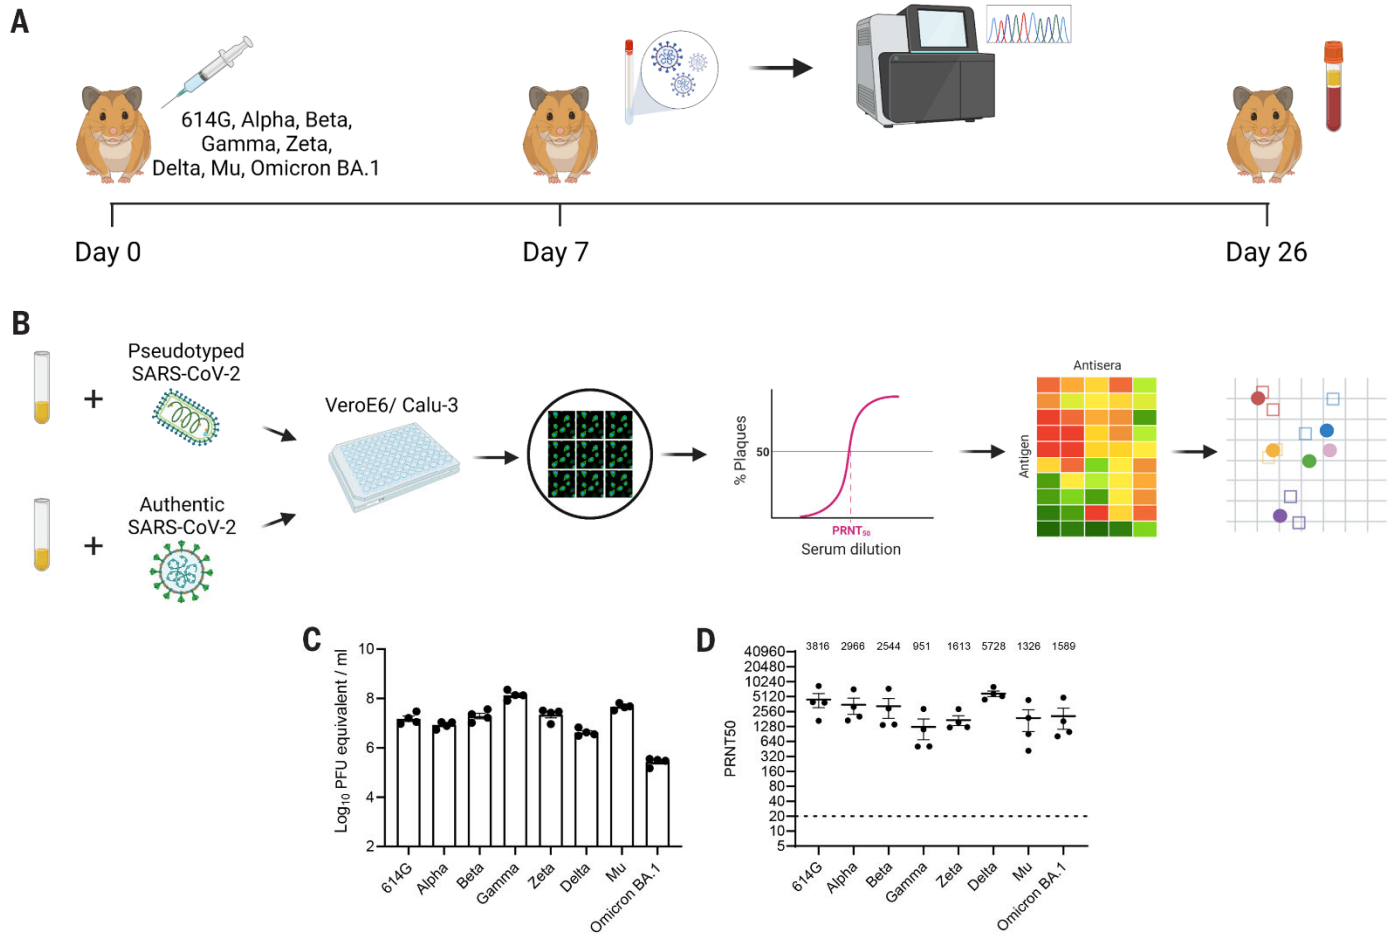 A
614G, Alpha, Beta,
Gamma, Zeta,
Delta, Mu, Omicron BA.1
Day 0
Day 7
Day 26
B
Pseudotyped
SARS-CoV-2
Authentic
SARS-CoV-2
VeroE6/ Calu-3
% Plaques
50
PRNT50
Serum dilution
Antisera
Antigen
C
Log10 PFU equivalent / ml
10
8
6
4
2
614G
Alpha
Beta
Gamma
Zeta
Delta
Mu
Omicron BA.1
D
3816 2966 2544 951 1613 5728 1326 1589
PRNT50
40960
20480
10240
5120
2560
1280
640
320
160
80
40
20
10
5
614G
Alpha
Beta
Gamma
Zeta
Delta
Mu
Omicron BA.1